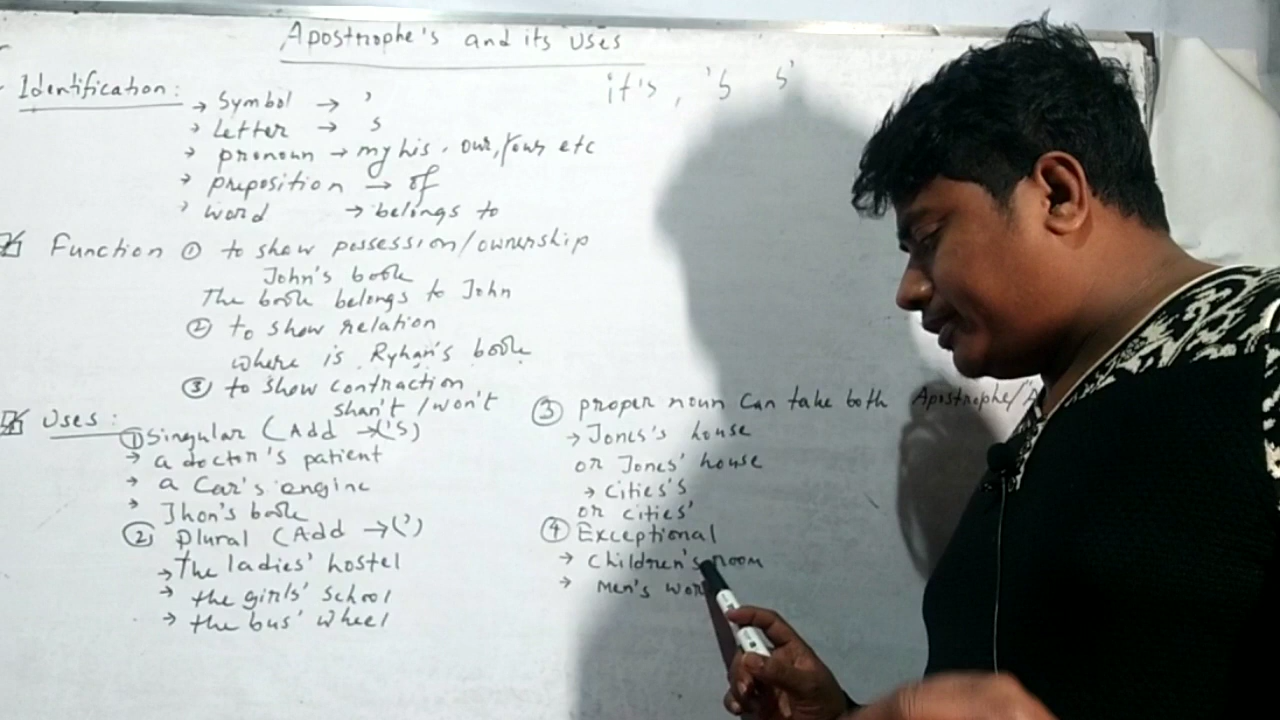 Apostrophe's and its uses
it's, 's s'
Identification:
→ Symbol → '
→ Letter → s
→ pronoun → my his, our, your etc
→ preposition → of
→ word → belongs to
Function ① to show possession/ownership
John's book
The book belongs to John
② to show relation
where is Ryhan's book
③ to show contraction
shan't / won't
Uses:
① Singular (Add → ('s)
→ a doctor's patient
→ a Car's engine
→ Jhon's book
② plural (Add → (')
→ The ladies' hostel
→ the girls' school
→ the bus' wheel
③ proper noun Can take both Apostrophe/
→ Jones's house
or Jones' house
→ Cities's
or cities'
④ Exceptional
→ Children's room
→ Men's